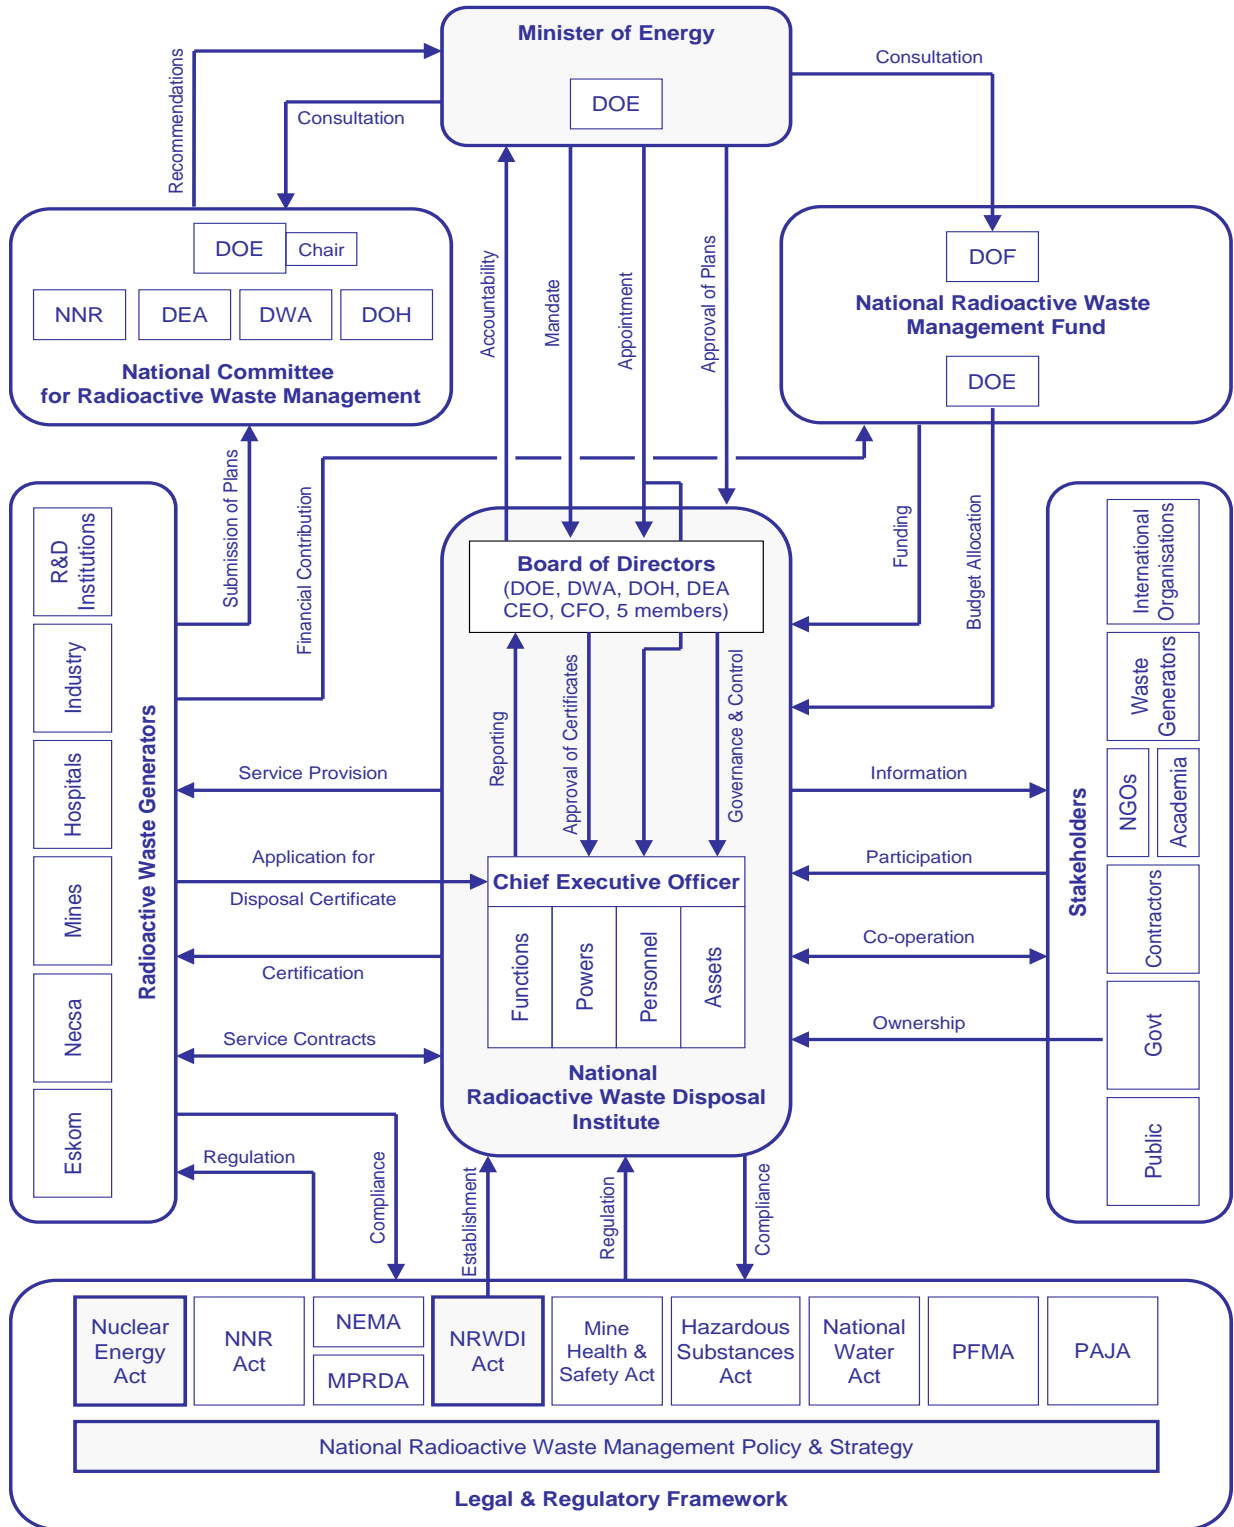 Minister of Energy
DOE
Recommendations
Consultation
Consultation
DOE
Chair
NNR
DEA
DWA
DOH
National Committee
for Radioactive Waste Management
Accountability
Mandate
Appointment
Approval of Plans
DOF
National Radioactive Waste
Management Fund
DOE
Submission of Plans
Financial Contribution
Funding
Budget Allocation
Radioactive Waste Generators
R&D
Institutions
Industry
Hospitals
Mines
Necsa
Eskom
Board of Directors
(DOE, DWA, DOH, DEA
CEO, CFO, 5 members)
Reporting
Approval of Certificates
Governance & Control
Service Provision
Application for
Disposal Certificate
Certification
Service Contracts
Chief Executive Officer
Functions
Powers
Personnel
Assets
National
Radioactive Waste Disposal
Institute
Information
Participation
Co-operation
Ownership
Stakeholders
International
Organisations
Waste
Generators
NGOs
Academia
Contractors
Govt
Public
Regulation
Compliance
Establishment
Regulation
Compliance
Nuclear
Energy
Act
NNR
Act
NEMA
MPRDA
NRWDI
Act
Mine
Health &
Safety Act
Hazardous
Substances
Act
National
Water
Act
PFMA
PAJA
National Radioactive Waste Management Policy & Strategy
Legal & Regulatory Framework